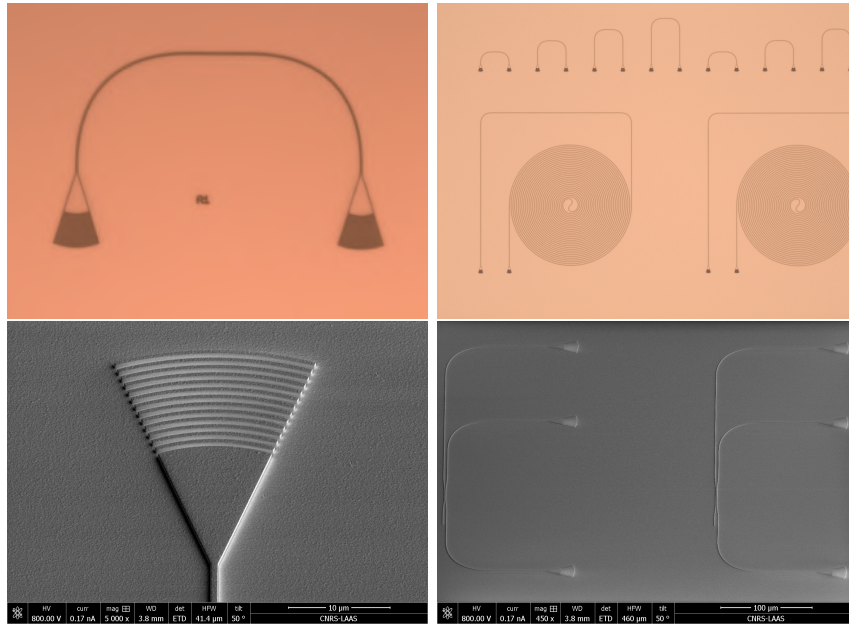 R1
HV curr mag WD det HFW tilt 10 µm
800.00 V 0.17 nA 5 000 x 3.8 mm ETD 41.4 µm 50 ° CNRS-LAAS
HV curr mag WD det HFW tilt 100 µm
800.00 V 0.17 nA 450 x 3.8 mm ETD 460 µm 50 ° CNRS-LAAS